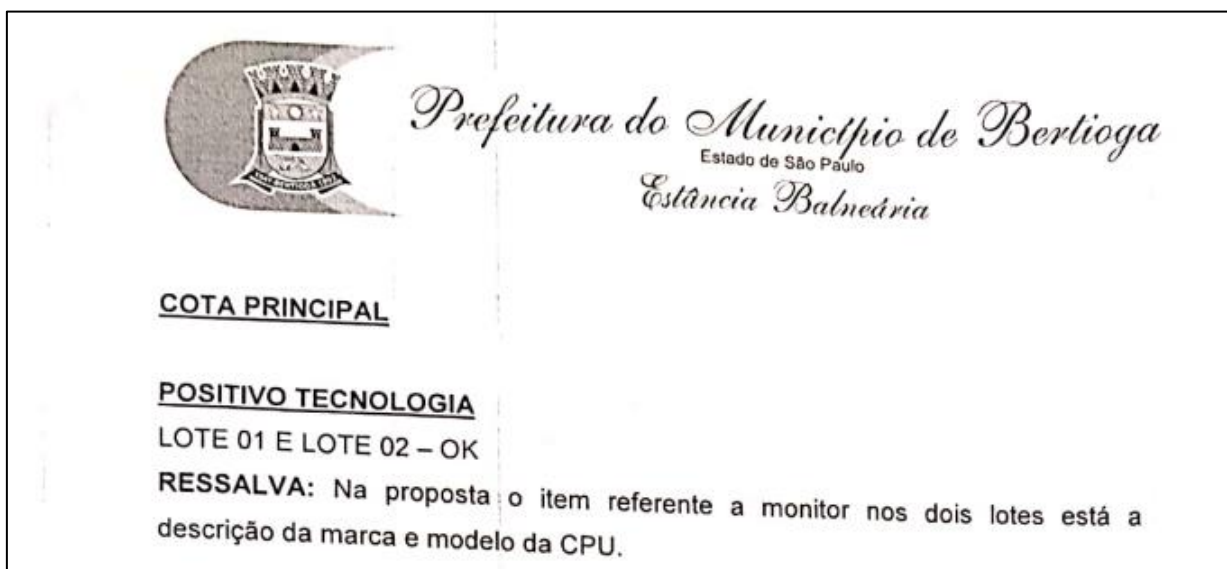 Prefeitura do Município de Bertioga
Estado de São Paulo
Estância Balneária
COTA PRINCIPAL
POSITIVO TECNOLOGIA
LOTE 01 E LOTE 02 – OK
RESSALVA: Na proposta o item referente a monitor nos dois lotes está a
descrição da marca e modelo da CPU.